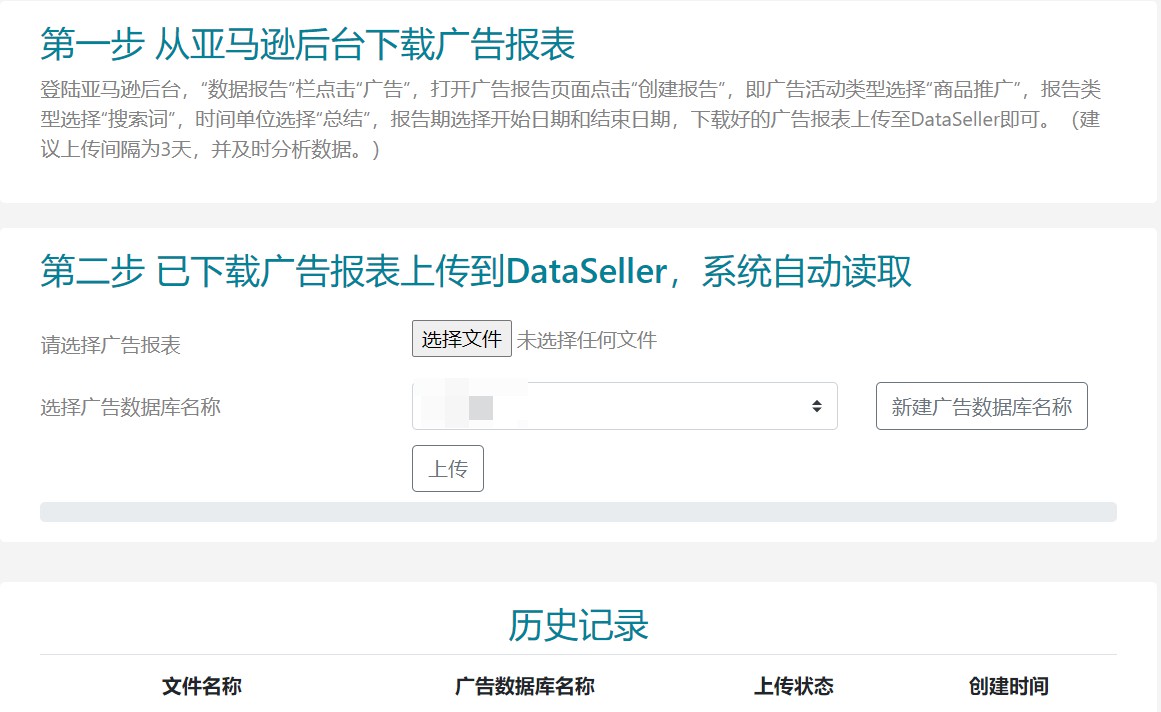 第一步 从亚马逊后台下载广告报表
登陆亚马逊后台，“数据报告”栏点击“广告”，打开广告报告页面点击“创建报告”，即广告活动类型选择“商品推广”，报告类
型选择“搜索词”，时间单位选择“总结”，报告期选择开始日期和结束日期，下载好的广告报表上传至DataSeller即可。（建
议上传间隔为3天，并及时分析数据。）
第二步 已下载广告报表上传到DataSeller，系统自动读取
请选择广告报表 选择文件 未选择任何文件
选择广告数据库名称 新建广告数据库名称
上传
历史记录
文件名称 广告数据库名称 上传状态 创建时间